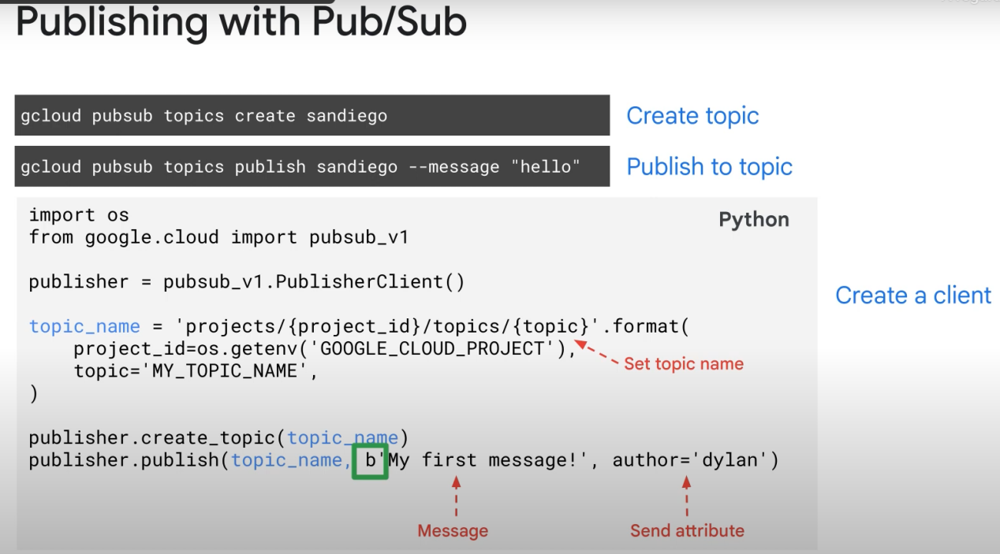 Publishing with Pub/Sub
gcloud pubsub topics create sandiego
Create topic
gcloud pubsub topics publish sandiego --message "hello"
Publish to topic
Python
import os
from google.cloud import pubsub_v1
publisher = pubsub_v1.PublisherClient()
Create a client
topic_name = 'projects/{project_id}/topics/{topic}'.format(
    project_id=os.getenv('GOOGLE_CLOUD_PROJECT'),
Set topic name
    topic='MY_TOPIC_NAME',
)
publisher.create_topic(topic_name)
publisher.publish(topic_name, b'My first message!', author='dylan')
Message
Send attribute